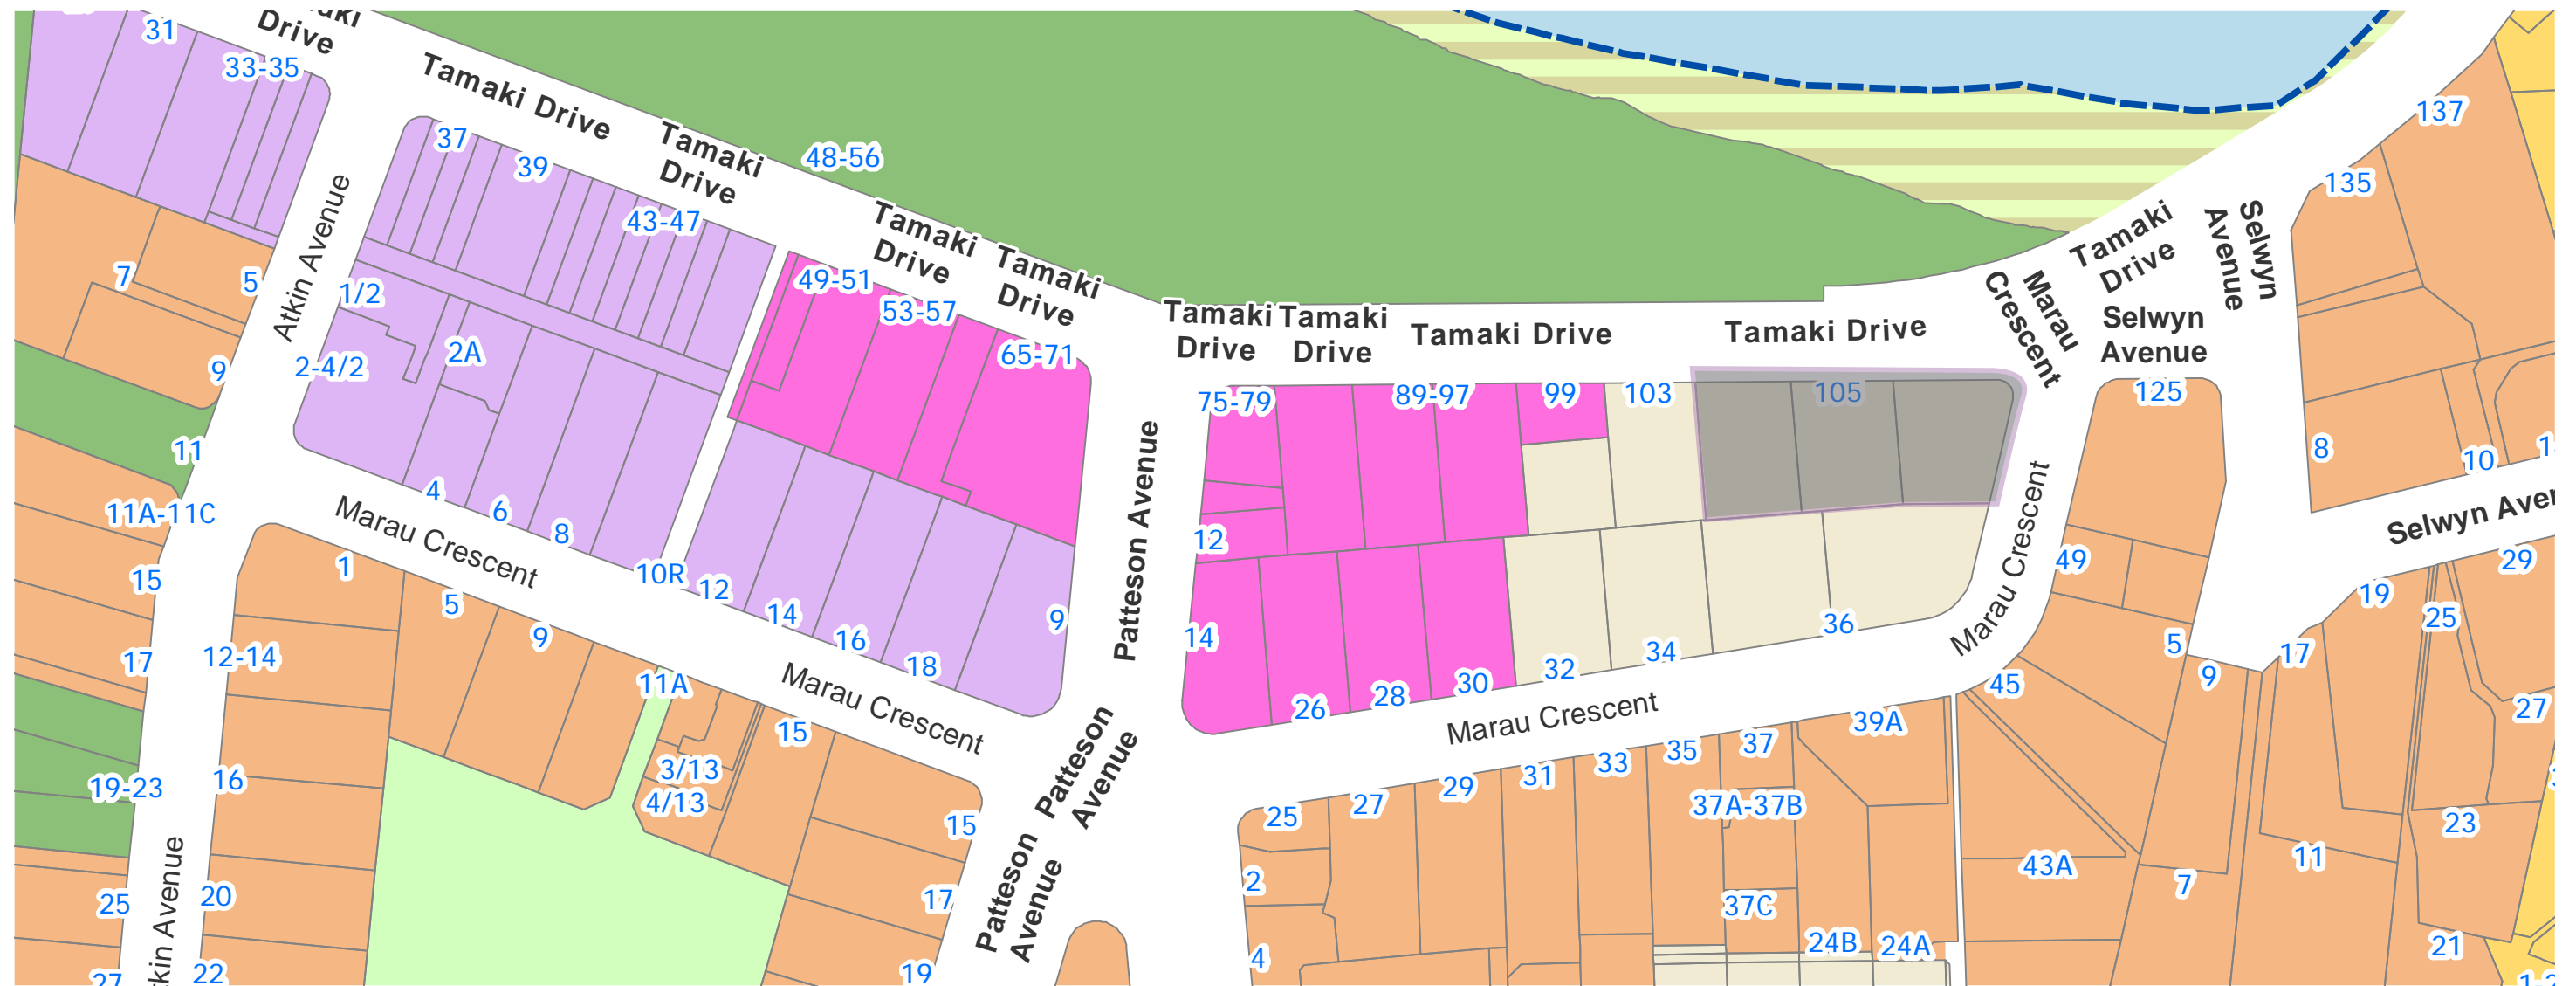 31
Drive
33-35
Tamaki Drive
Tamaki
Drive
48-56
37
39
43-47
Tamaki
Drive
Tamaki
Drive
49-51
53-57
65-71
Atkin Avenue
7
5
1/2
2-4/2
2A
9
11
11A-11C
4
6
8
10R
12
14
16
18
9
Marau Crescent
Marau Crescent
Patteson Avenue
Tamaki
Drive
Tamaki
Drive
Tamaki Drive
Tamaki Drive
Marau
Crescent
Tamaki
Drive
Selwyn
Avenue
Selwyn
Avenue
137
135
75-79
89-97
99
103
105
125
12
14
26
28
30
32
34
36
Marau Crescent
Marau Crescent
8
10
Selwyn Aven
29
49
5
9
17
19
25
27
45
15
17
12-14
1
5
9
11A
15
3/13
4/13
19-23
16
15
17
19
25
20
27
22
Patteson
Avenue
Patteson
Avenue
25
27
29
31
33
35
37
39A
37A-37B
37C
24B
24A
2
4
43A
7
11
23
21